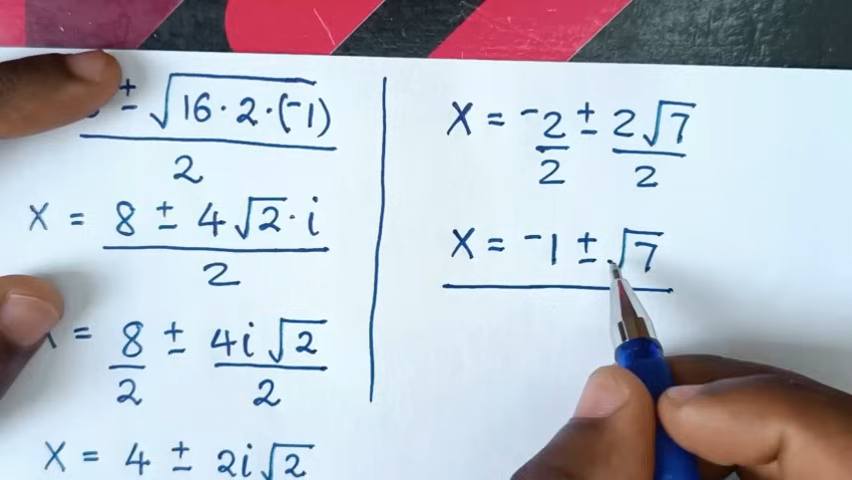 ± √16·2·(-1)
2
X = 8 ± 4√2·i
2
= 8/2 ± 4i√2/2
X = 4 ± 2i√2
X = -2/2 ± 2√7/2
X = -1 ± √7